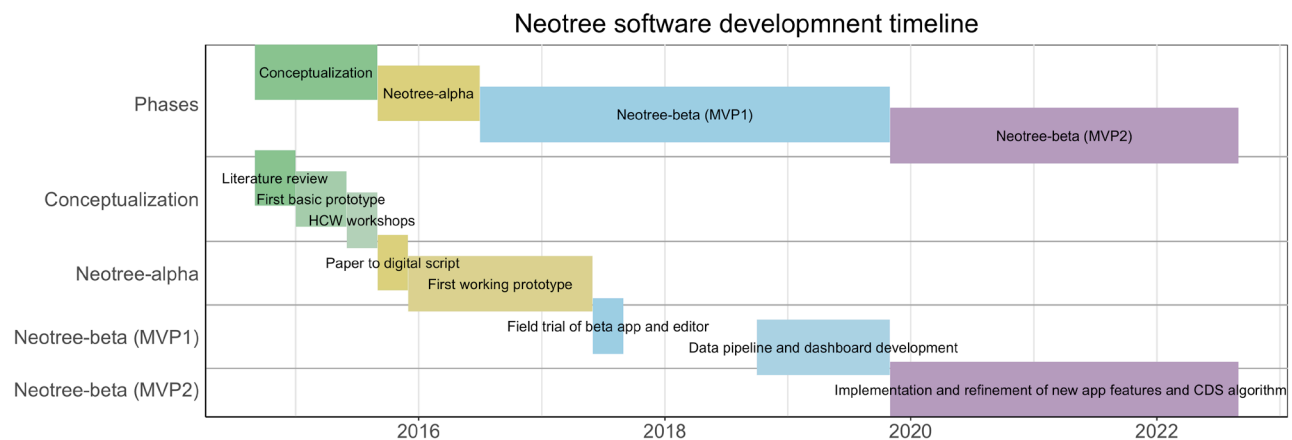 Neotree software developmnent timeline
Phases
Conceptualization
Neotree-alpha
Neotree-beta (MVP1)
Neotree-beta (MVP2)
Conceptualization
Literature review
First basic prototype
HCW workshops
Neotree-alpha
Paper to digital script
First working prototype
Neotree-beta (MVP1)
Field trial of beta app and editor
Data pipeline and dashboard development
Neotree-beta (MVP2)
Implementation and refinement of new app features and CDS algorithm
2016 2018 2020 2022